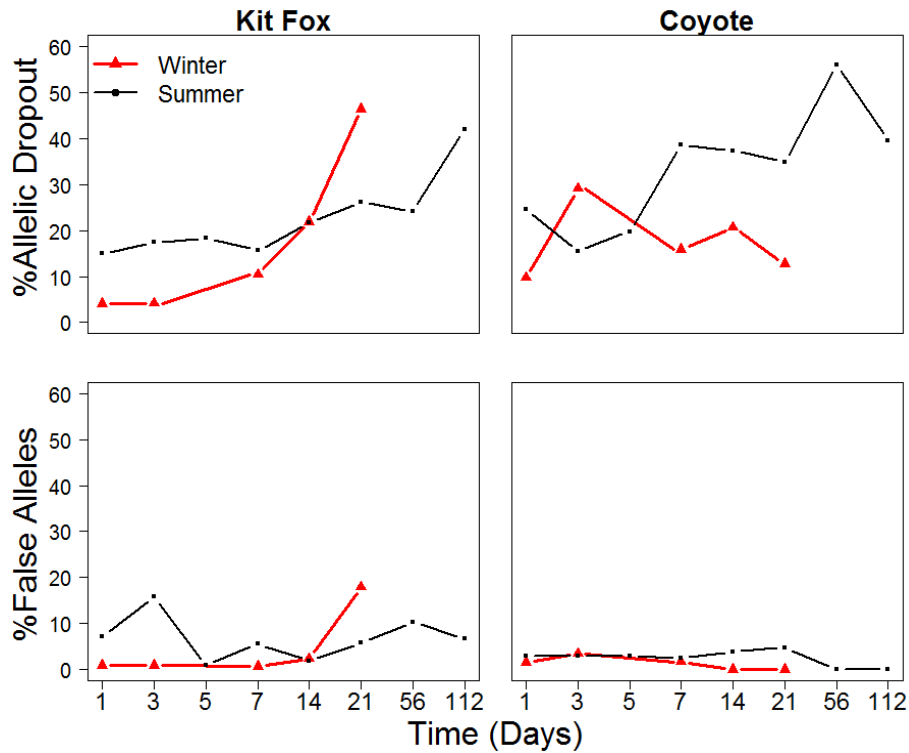 Kit Fox
Coyote
%Allelic Dropout
60
50
40
30
20
10
0
Winter
Summer
%False Alleles
60
50
40
30
20
10
0
1 3 5 7 14 21 56 112
1 3 5 7 14 21 56 112
Time (Days)